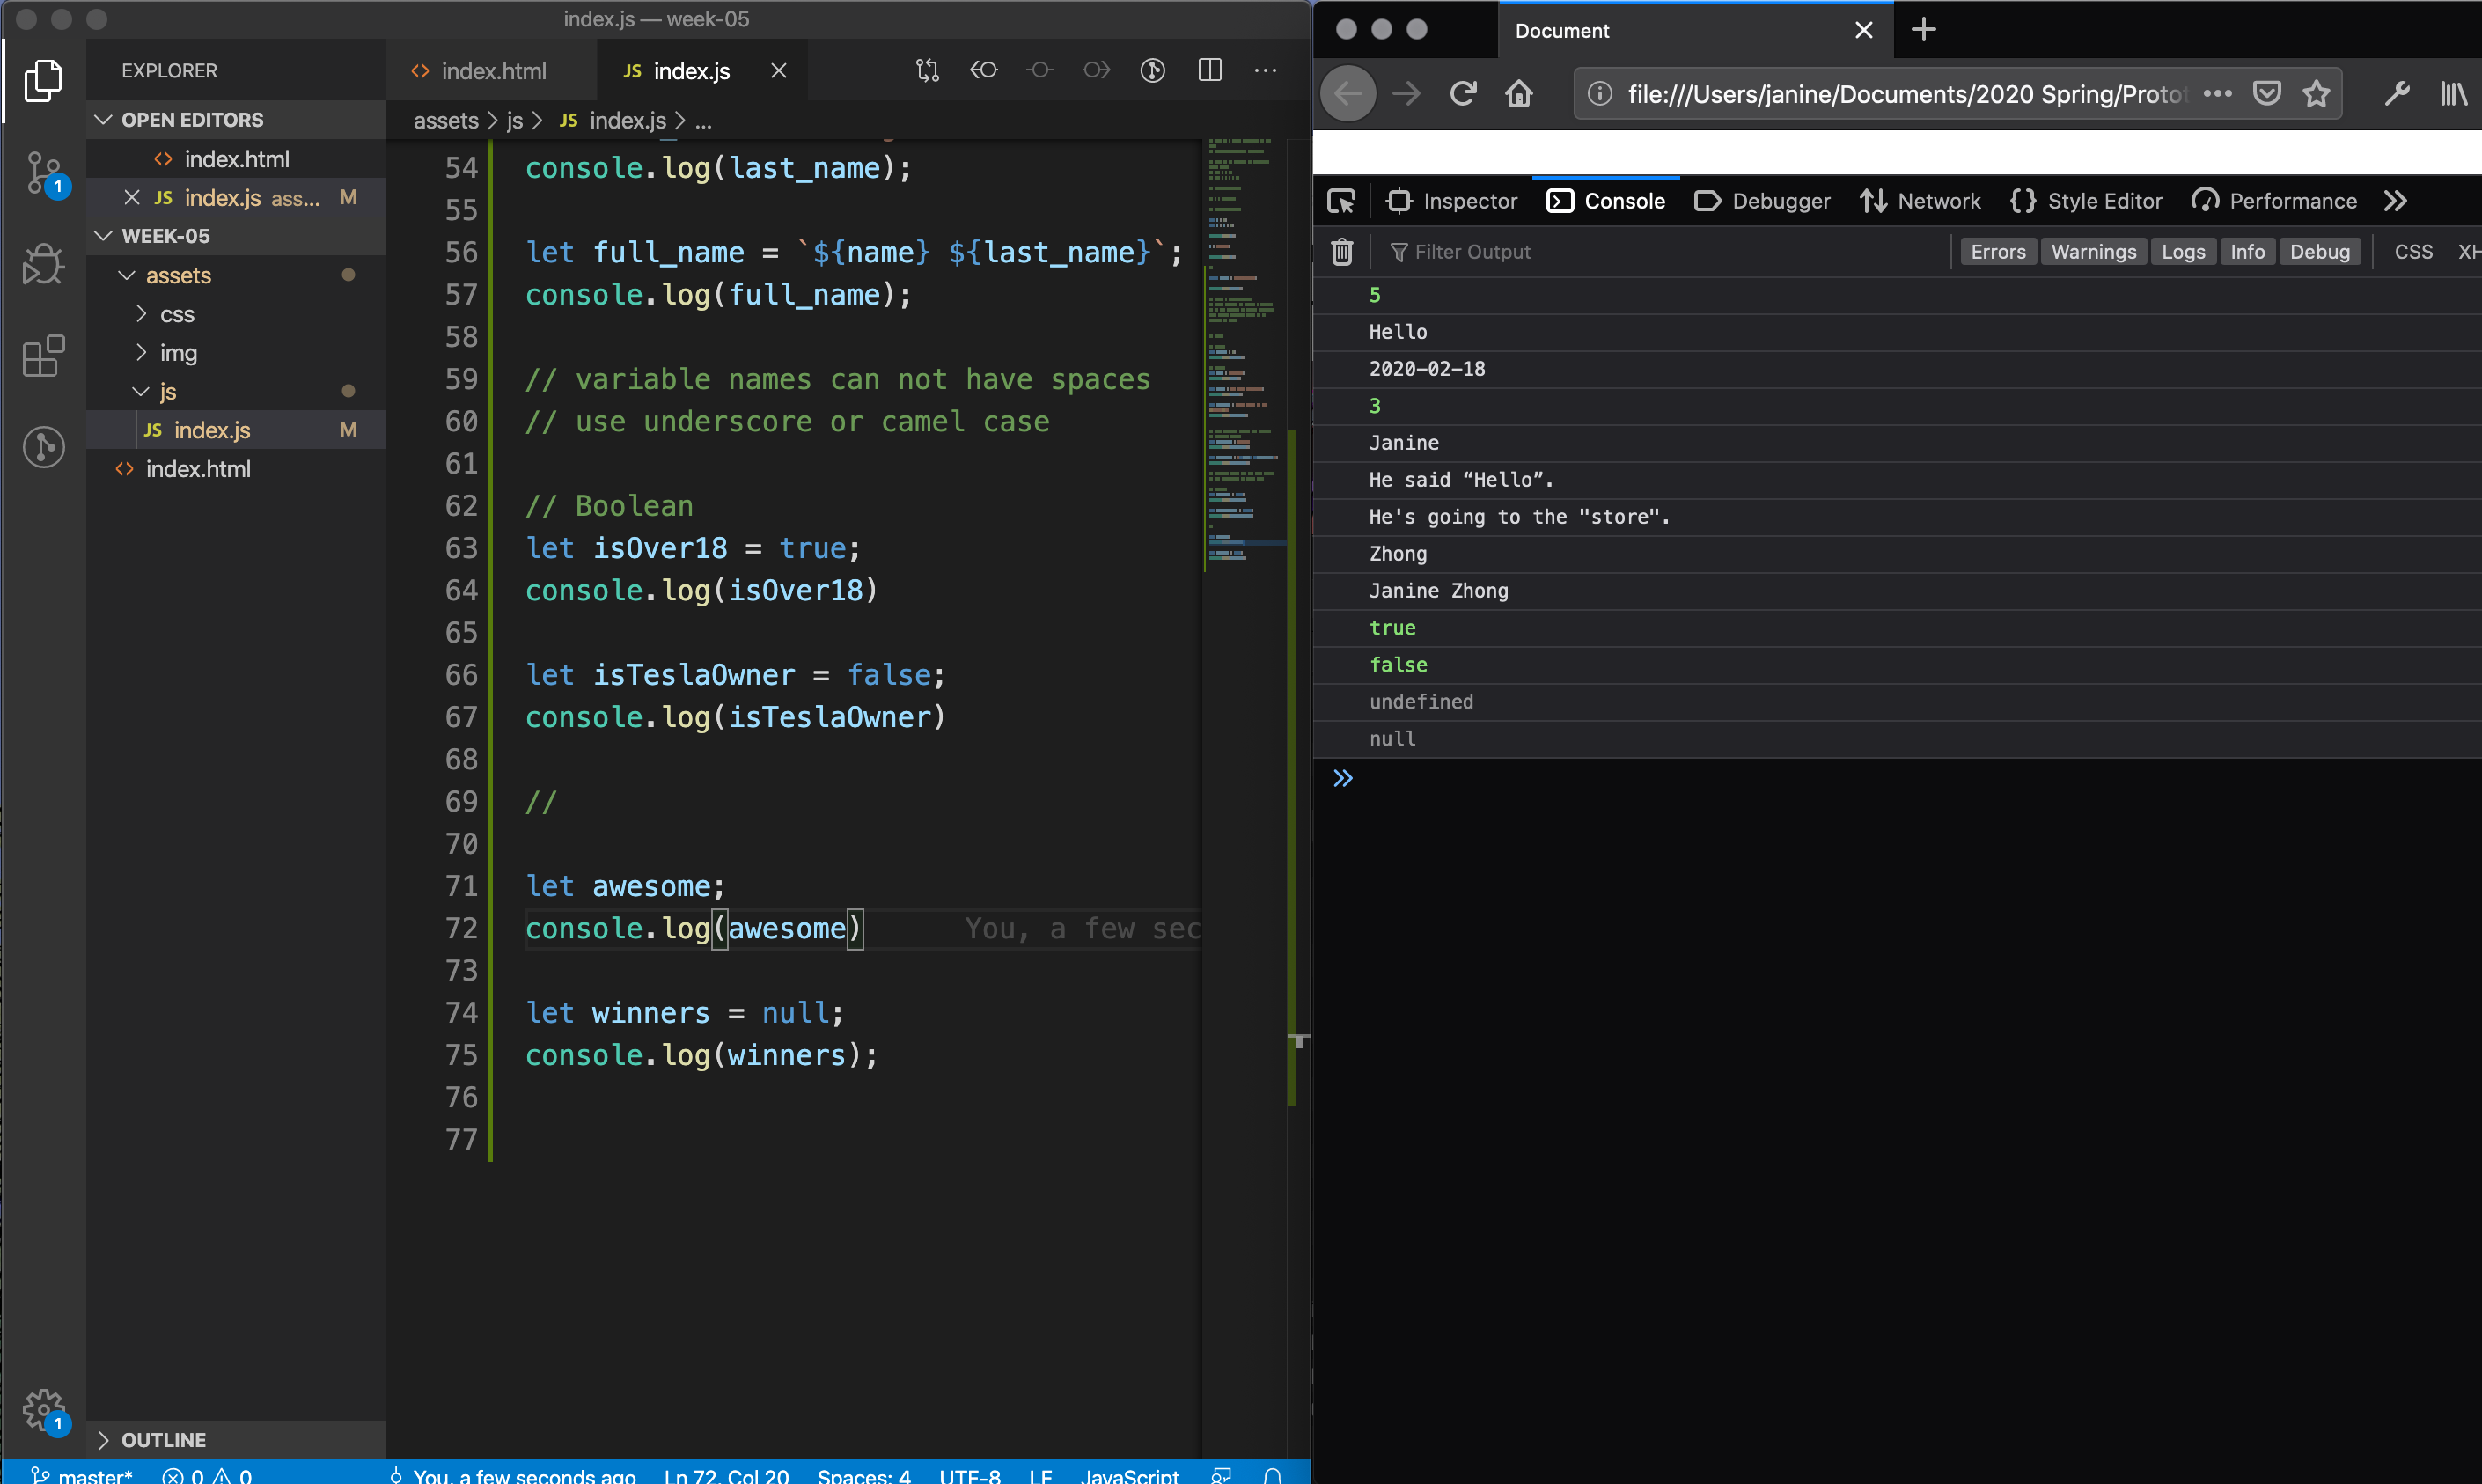 index.js — week-05
EXPLORER
OPEN EDITORS
index.html
JS index.js ass... M
WEEK-05
assets
css
img
js
JS index.js M
index.html
OUTLINE
1
1
index.html
JS index.js
assets > js > JS index.js > ...
54 console.log(last_name);
55
56 let full_name = `${name} ${last_name}`;
57 console.log(full_name);
58
59 // variable names can not have spaces
60 // use underscore or camel case
61
62 // Boolean
63 let isOver18 = true;
64 console.log(isOver18)
65
66 let isTeslaOwner = false;
67 console.log(isTeslaOwner)
68
69 //
70
71 let awesome;
72 console.log(awesome) You, a few sec
73
74 let winners = null;
75 console.log(winners);
76
77
master* 0 0 You, a few seconds ago Ln 72, Col 20 Spaces: 4 UTF-8 LF JavaScript
Document
file:///Users/janine/Documents/2020 Spring/Protot
Inspector Console Debugger Network Style Editor Performance
Filter Output Errors Warnings Logs Info Debug CSS XH
5
Hello
2020-02-18
3
Janine
He said “Hello”.
He's going to the "store".
Zhong
Janine Zhong
true
false
undefined
null